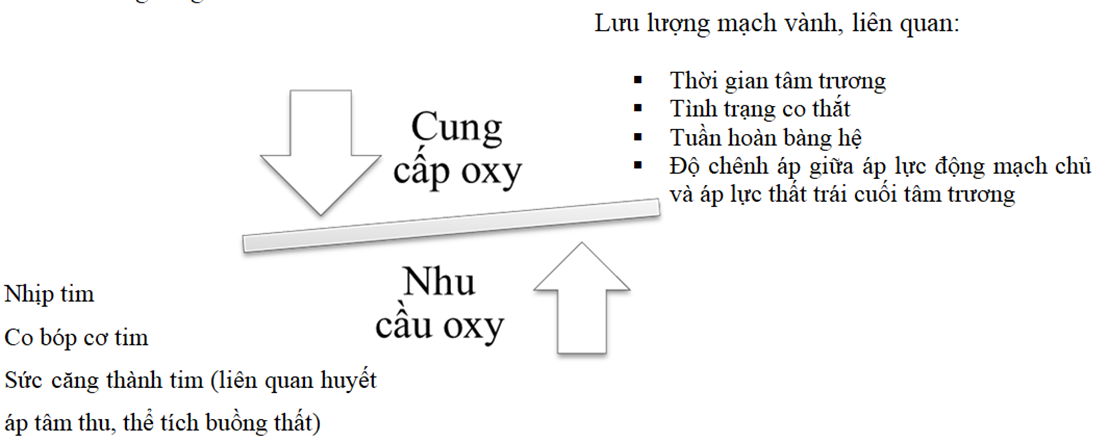 Lưu lượng mạch vành, liên quan:
▪ Thời gian tâm trương
▪ Tình trạng co thắt
▪ Tuần hoàn bàng hệ
▪ Độ chênh áp giữa áp lực động mạch chủ
và áp lực thất trái cuối tâm trương
Cung
cấp oxy
Nhu
cầu oxy
Nhịp tim
Co bóp cơ tim
Sức căng thành tim (liên quan huyết
áp tâm thu, thể tích buồng thất)